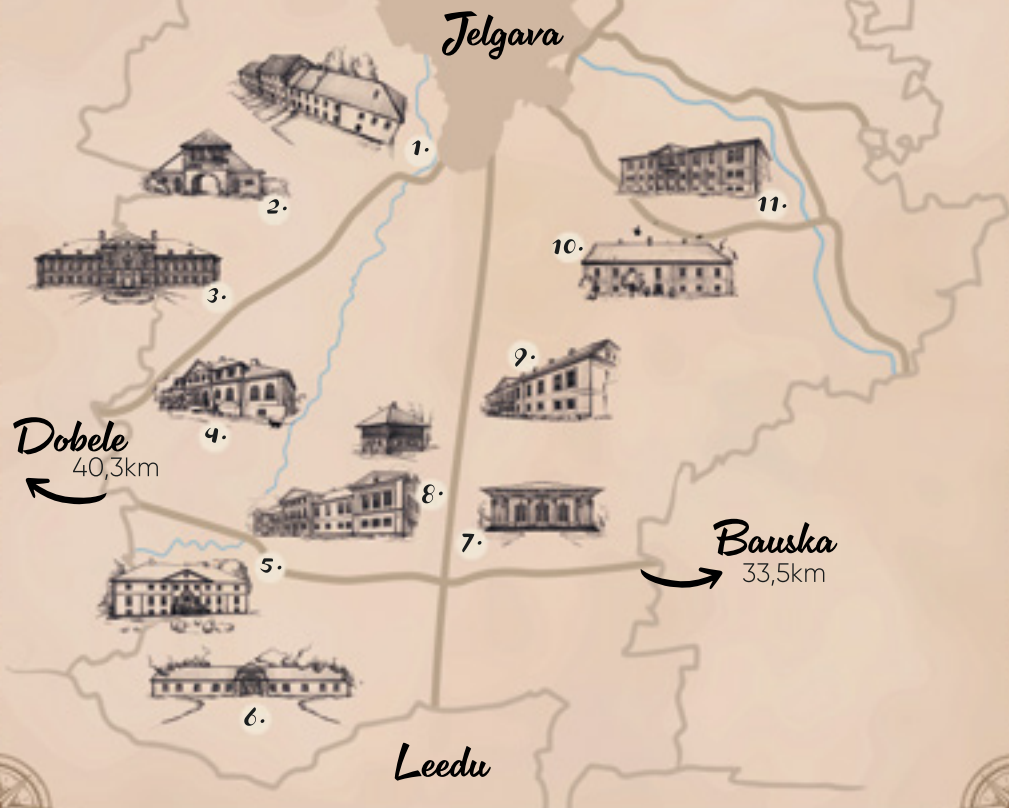 Jelgava
1.
2.
11.
10.
3.
9.
4.
Dobele
40,3km
8.
7.
Bauska
33,5km
5.
6.
Leedu